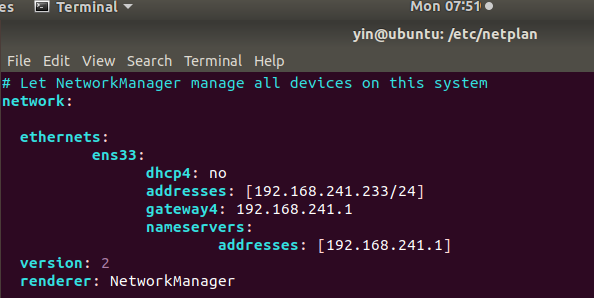 es Terminal Mon 07:51
yin@ubuntu: /etc/netplan
File Edit View Search Terminal Help
# Let NetworkManager manage all devices on this system
network:
  ethernets:
          ens33:
                dhcp4: no
                addresses: [192.168.241.233/24]
                gateway4: 192.168.241.1
                nameservers:
                        addresses: [192.168.241.1]
  version: 2
  renderer: NetworkManager